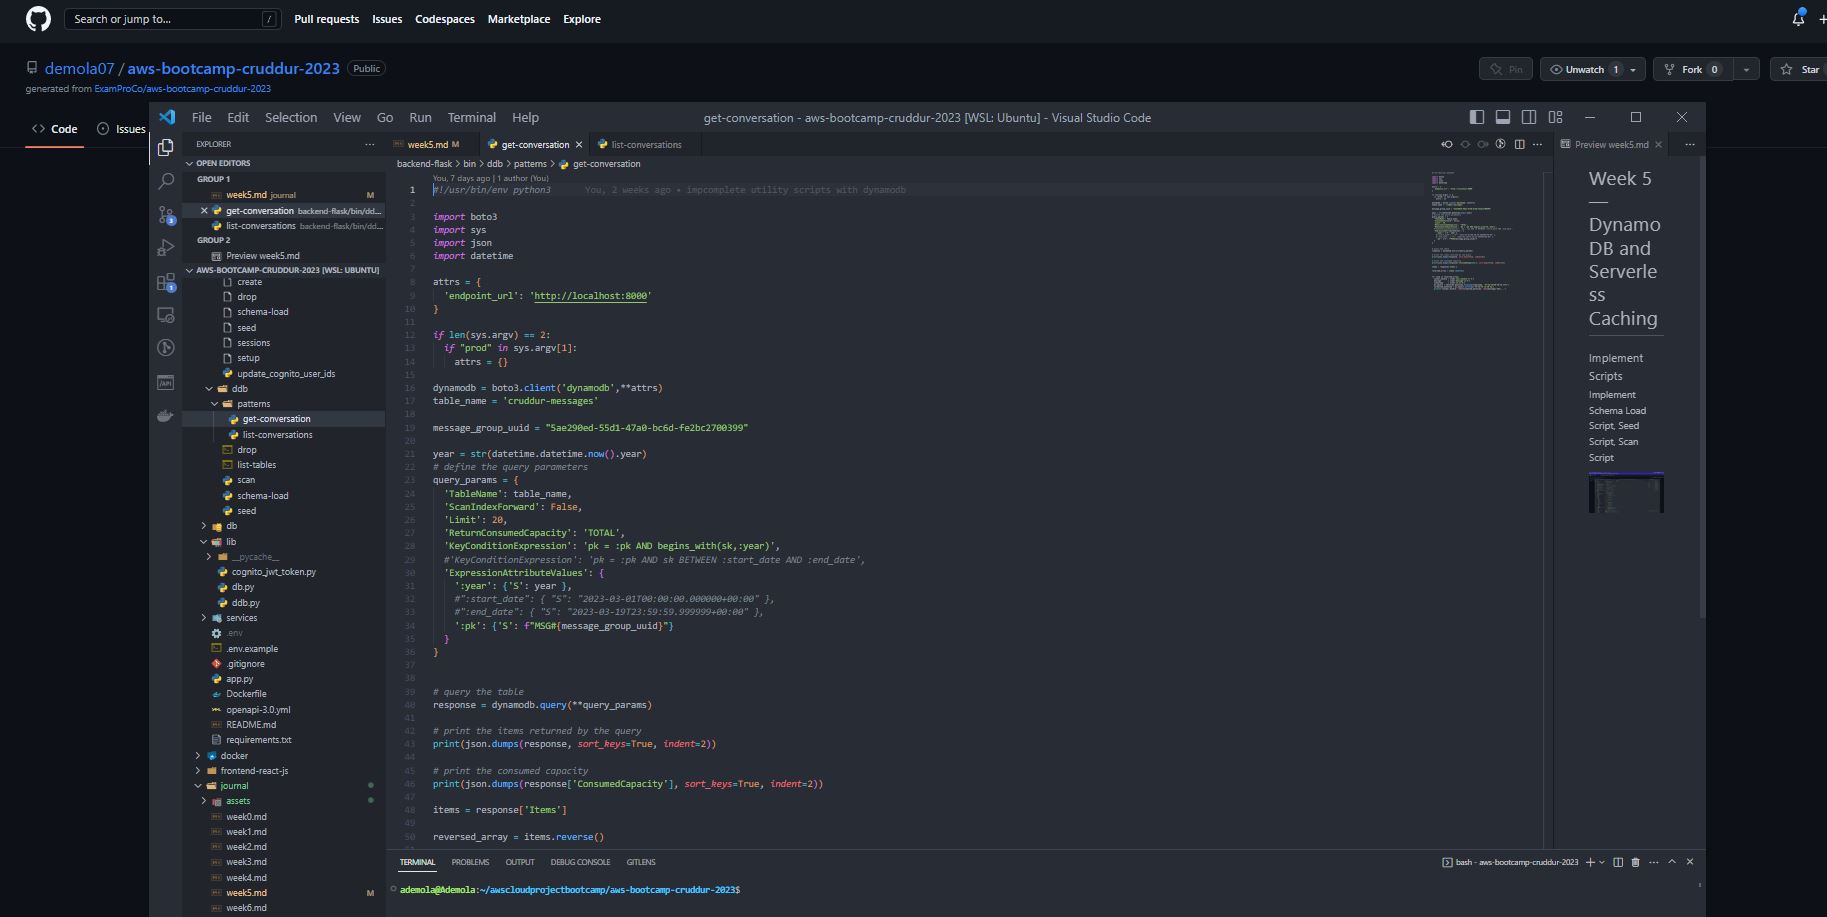 Search or jump to... /
Pull requests Issues Codespaces Marketplace Explore
demola07 / aws-bootcamp-cruddur-2023 Public
Pin Unwatch 1 Fork 0 Star
generated from ExamProCo/aws-bootcamp-cruddur-2023
Code Issues
File Edit Selection View Go Run Terminal Help
get-conversation - aws-bootcamp-cruddur-2023 [WSL: Ubuntu] - Visual Studio Code
EXPLORER
OPEN EDITORS
GROUP 1
week5.md journal M
get-conversation backend-flask/bin/dd...
list-conversations backend-flask/bin/dd...
GROUP 2
Preview week5.md
AWS-BOOTCAMP-CRUDDUR-2023 [WSL: UBUNTU]
create
drop
schema-load
seed
sessions
setup
update_cognito_user_ids
ddb
patterns
get-conversation
list-conversations
drop
list-tables
scan
schema-load
seed
db
lib
__pycache__
cognito_jwt_token.py
db.py
ddb.py
services
.env
.env.example
.gitignore
app.py
Dockerfile
openapi-3.0.yml
README.md
requirements.txt
docker
frontend-react-js
journal
assets
week0.md
week1.md
week2.md
week3.md
week4.md
week5.md M
week6.md
3
1
/API
week5.md M get-conversation list-conversations
backend-flask > bin > ddb > patterns > get-conversation
You, 7 days ago | 1 author (You)
1 #!/usr/bin/env python3 You, 2 weeks ago • impcomplete utility scripts with dynamodb
2
3 import boto3
4 import sys
5 import json
6 import datetime
7
8 attrs = {
9 'endpoint_url': 'http://localhost:8000'
10 }
11
12 if len(sys.argv) == 2:
13 if "prod" in sys.argv[1]:
14 attrs = {}
15
16 dynamodb = boto3.client('dynamodb',**attrs)
17 table_name = 'cruddur-messages'
18
19 message_group_uuid = "5ae290ed-55d1-47a0-bc6d-fe2bc2700399"
20
21 year = str(datetime.datetime.now().year)
22 # define the query parameters
23 query_params = {
24 'TableName': table_name,
25 'ScanIndexForward': False,
26 'Limit': 20,
27 'ReturnConsumedCapacity': 'TOTAL',
28 'KeyConditionExpression': 'pk = :pk AND begins_with(sk,:year)',
29 #'KeyConditionExpression': 'pk = :pk AND sk BETWEEN :start_date AND :end_date',
30 'ExpressionAttributeValues': {
31 ':year': {'S': year },
32 #":start_date": { "S": "2023-03-01T00:00:00.000000+00:00" },
33 #":end_date": { "S": "2023-03-19T23:59:59.999999+00:00" },
34 ':pk': {'S': f"MSG#{message_group_uuid}"}
35 }
36 }
37
38
39 # query the table
40 response = dynamodb.query(**query_params)
41
42 # print the items returned by the query
43 print(json.dumps(response, sort_keys=True, indent=2))
44
45 # print the consumed capacity
46 print(json.dumps(response['ConsumedCapacity'], sort_keys=True, indent=2))
47
48 items = response['Items']
49
50 reversed_array = items.reverse()
Preview week5.md
Week 5
—
Dynamo
DB and
Serverle
ss
Caching
Implement
Scripts
Implement
Schema Load
Script, Seed
Script, Scan
Script
TERMINAL PROBLEMS OUTPUT DEBUG CONSOLE GITLENS
bash - aws-bootcamp-cruddur-2023
ademola@Ademola:~/awscloudprojectbootcamp/aws-bootcamp-cruddur-2023$